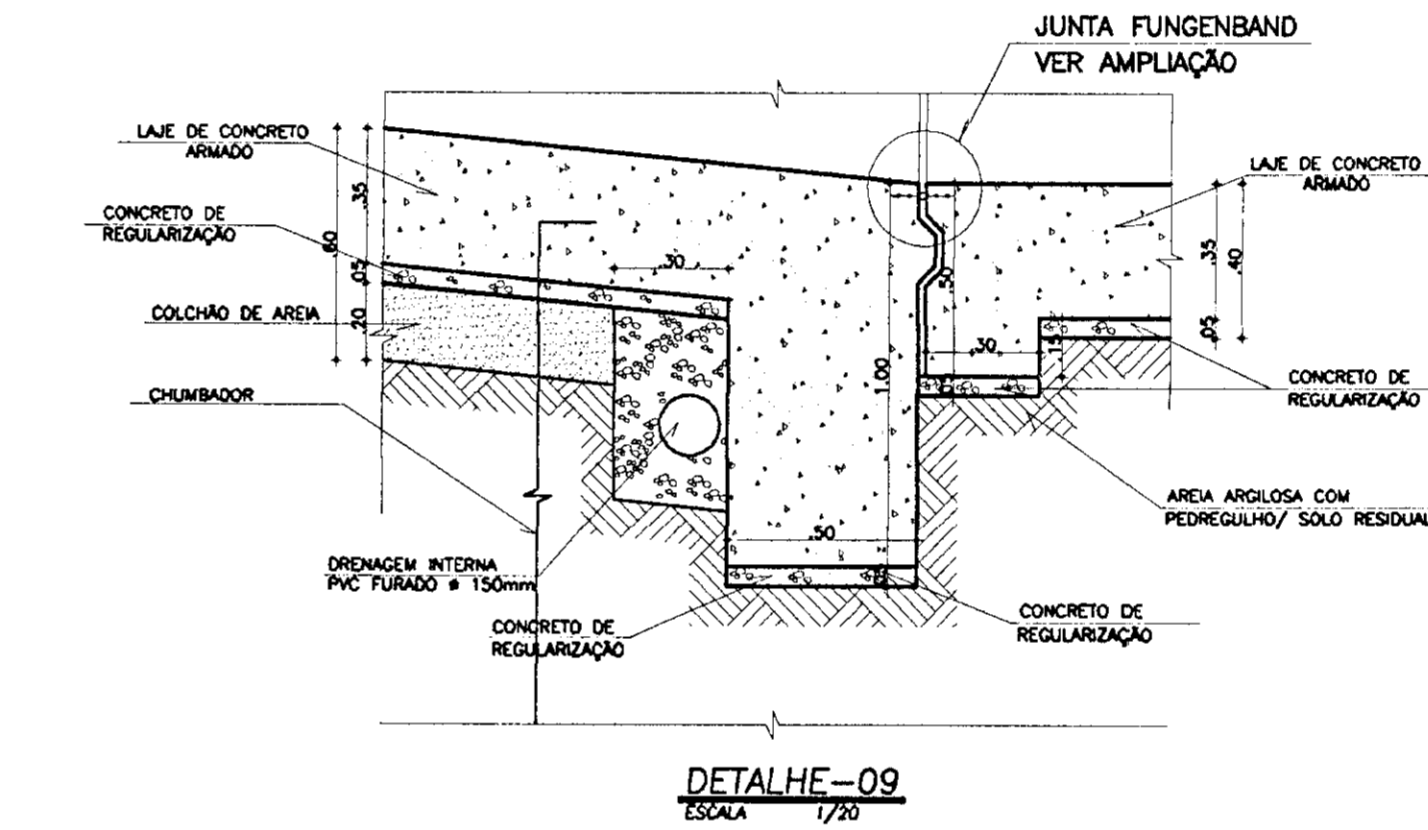 JUNTA FUNGENBAND
VER AMPLIAÇÃO
LAJE DE CONCRETO
ARMADO
LAJE DE CONCRETO
ARMADO
CONCRETO DE
REGULARIZAÇÃO
COLCHÃO DE AREIA
CHUMBADOR
.60
.35
.05
.20
.30
.50
1.00
.30
.15
.35
.40
.05
.50
.05
CONCRETO DE
REGULARIZAÇÃO
AREIA ARGILOSA COM
PEDREGULHO/ SOLO RESIDUAL
DRENAGEM INTERNA
PVC FURADO ø 150mm
CONCRETO DE
REGULARIZAÇÃO
CONCRETO DE
REGULARIZAÇÃO
DETALHE-09
ESCALA 1/20